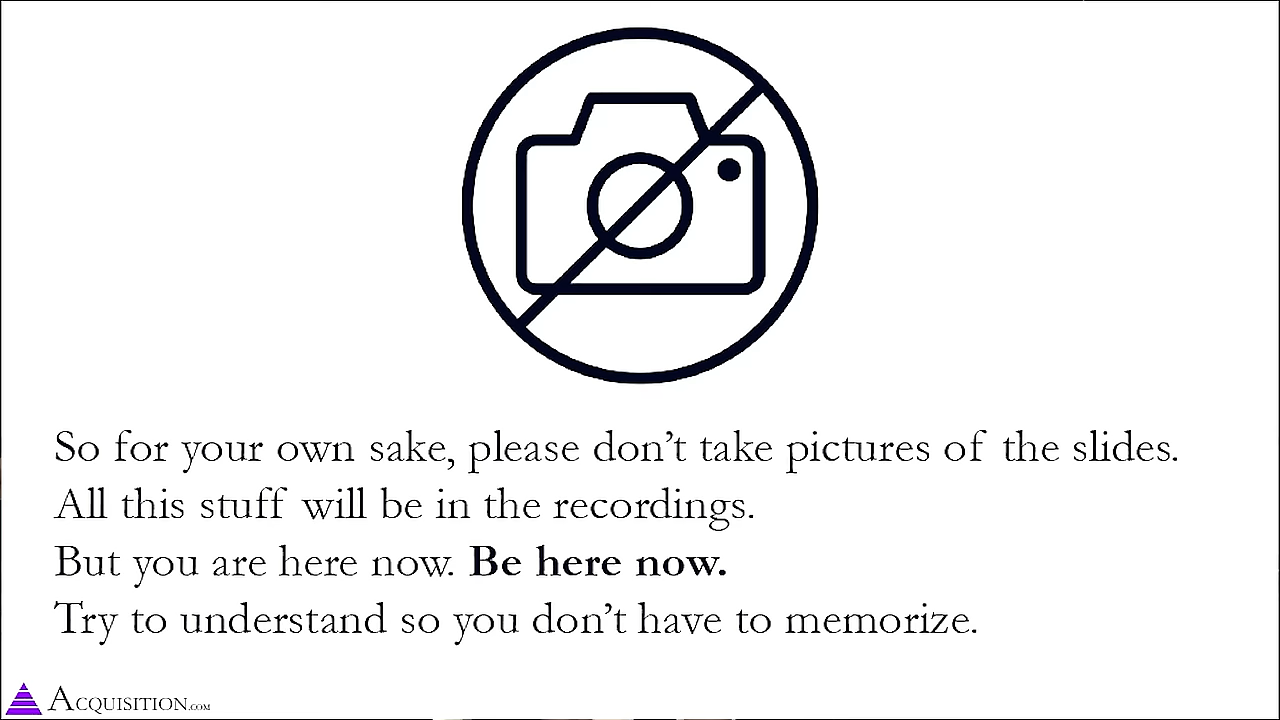 So for your own sake, please don’t take pictures of the slides.
All this stuff will be in the recordings.
But you are here now. Be here now.
Try to understand so you don’t have to memorize.
ACQUISITION.COM